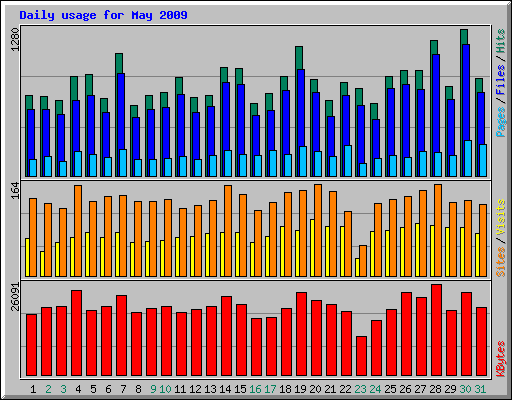 Daily usage for May 2009
1280
Pages/Files/Hits
164
Sites/Visits
26091
KBytes
1 2 3 4 5 6 7 8 9 10 11 12 13 14 15 16 17 18 19 20 21 22 23 24 25 26 27 28 29 30 31